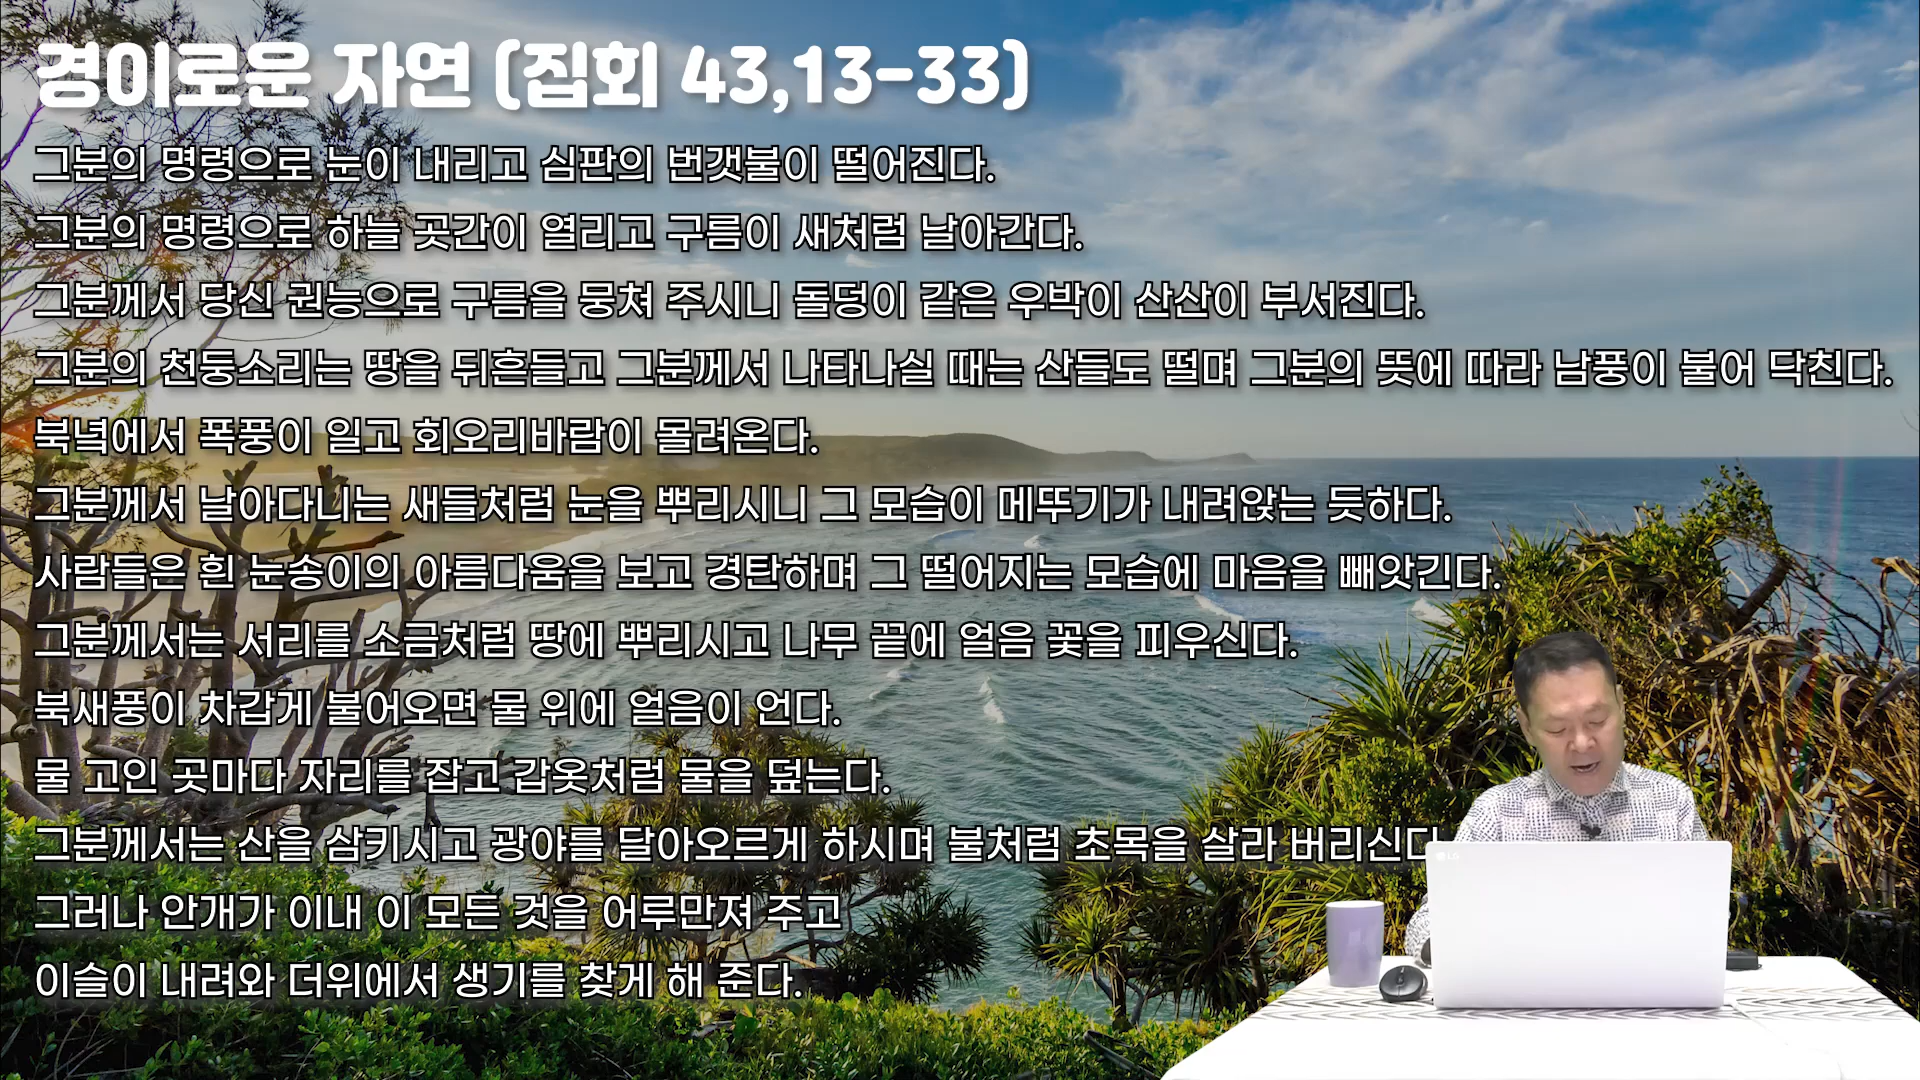 경이로운 자연 (집회 43,13-33)
그분의 명령으로 눈이 내리고 심판의 번갯불이 떨어진다.
그분의 명령으로 하늘 곳간이 열리고 구름이 새처럼 날아간다.
그분께서 당신 권능으로 구름을 뭉쳐 주시니 돌덩이 같은 우박이 산산이 부서진다.
그분의 천둥소리는 땅을 뒤흔들고 그분께서 나타나실 때는 산들도 떨며 그분의 뜻에 따라 남풍이 불어 닥친다.
북녘에서 폭풍이 일고 회오리바람이 몰려온다.
그분께서 날아다니는 새들처럼 눈을 뿌리시니 그 모습이 메뚜기가 내려앉는 듯하다.
사람들은 흰 눈송이의 아름다움을 보고 경탄하며 그 떨어지는 모습에 마음을 빼앗긴다.
그분께서는 서리를 소금처럼 땅에 뿌리시고 나무 끝에 얼음 꽃을 피우신다.
북새풍이 차갑게 불어오면 물 위에 얼음이 언다.
물 고인 곳마다 자리를 잡고 갑옷처럼 물을 덮는다.
그분께서는 산을 삼키시고 광야를 달아오르게 하시며 불처럼 초목을 살라 버리신다
그러나 안개가 이내 이 모든 것을 어루만져 주고
이슬이 내려와 더위에서 생기를 찾게 해 준다.
LG